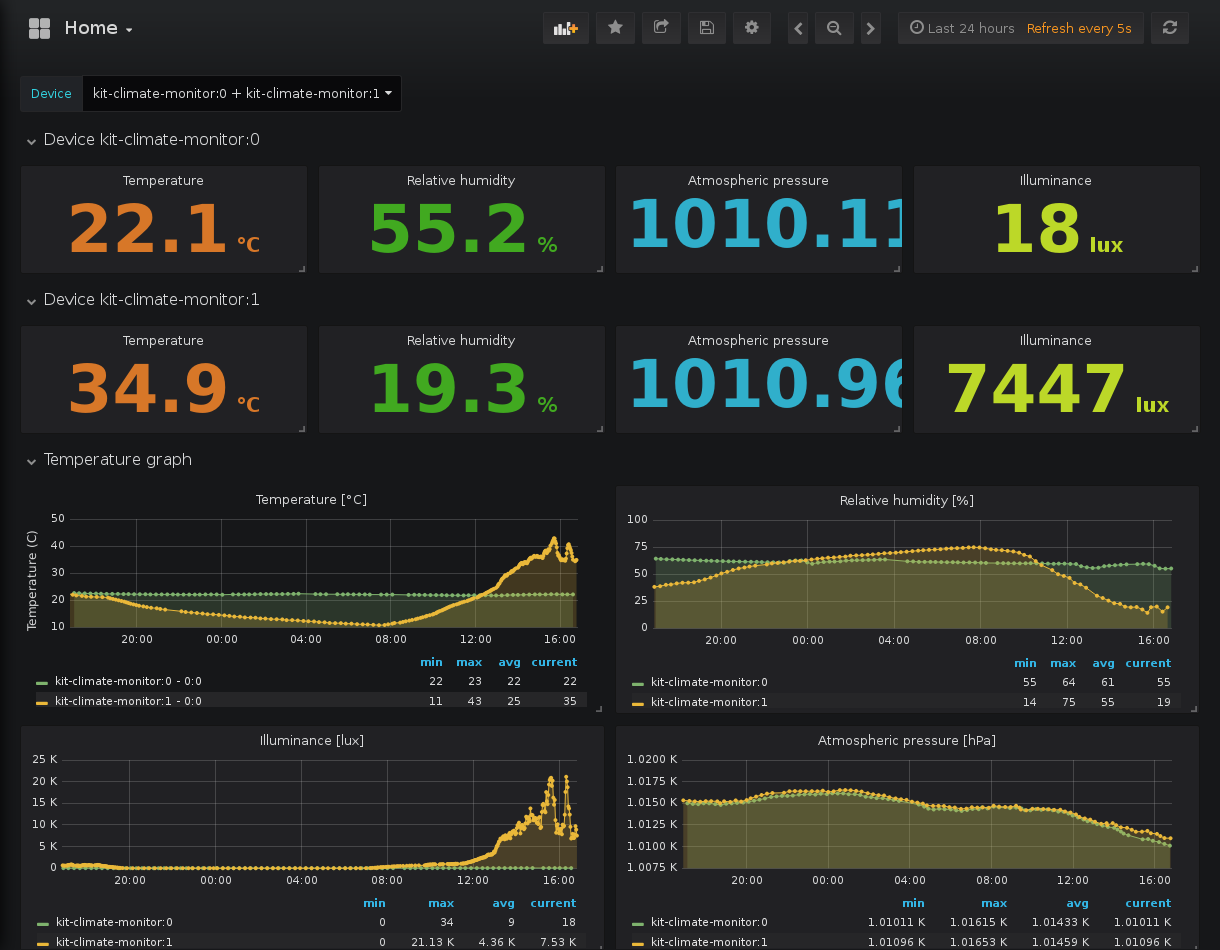 Home
Last 24 hours Refresh every 5s
Device kit-climate-monitor:0 + kit-climate-monitor:1
Device kit-climate-monitor:0
Temperature Relative humidity Atmospheric pressure Illuminance
22.1 °C 55.2 % 1010.11 18 lux
Device kit-climate-monitor:1
Temperature Relative humidity Atmospheric pressure Illuminance
34.9 °C 19.3 % 1010.96 7447 lux
Temperature graph
Temperature [°C]
Temperature (C)
50
40
30
20
10
20:00 00:00 04:00 08:00 12:00 16:00
min max avg current
kit-climate-monitor:0 - 0:0 22 23 22 22
kit-climate-monitor:1 - 0:0 11 43 25 35
Relative humidity [%]
100
75
50
25
0
20:00 00:00 04:00 08:00 12:00 16:00
min max avg current
kit-climate-monitor:0 55 64 61 55
kit-climate-monitor:1 14 75 55 19
Illuminance [lux]
25 K
20 K
15 K
10 K
5 K
0
20:00 00:00 04:00 08:00 12:00 16:00
min max avg current
kit-climate-monitor:0 0 34 9 18
kit-climate-monitor:1 0 21.13 K 4.36 K 7.53 K
Atmospheric pressure [hPa]
1.0200 K
1.0175 K
1.0150 K
1.0125 K
1.0100 K
1.0075 K
20:00 00:00 04:00 08:00 12:00 16:00
min max avg current
kit-climate-monitor:0 1.01011 K 1.01615 K 1.01433 K 1.01011 K
kit-climate-monitor:1 1.01096 K 1.01653 K 1.01459 K 1.01096 K